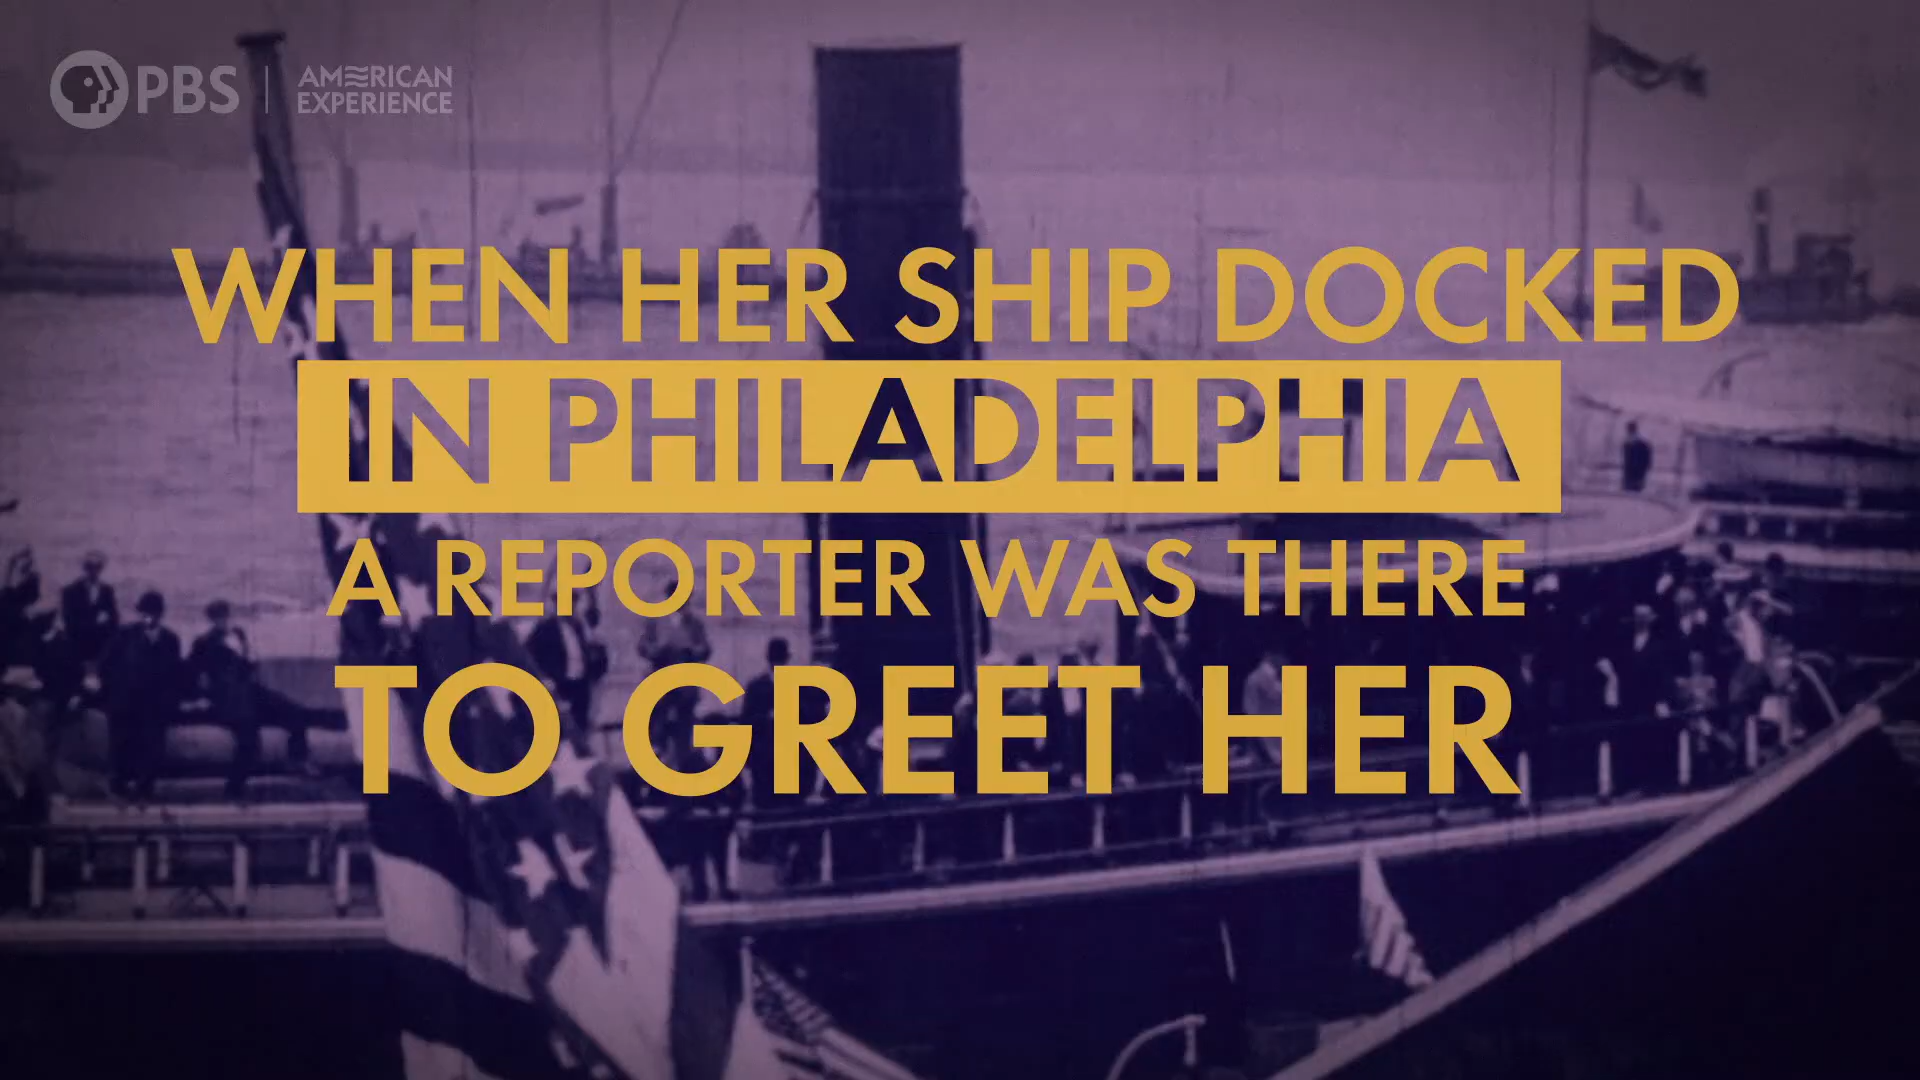 PBS
AMERICAN
EXPERIENCE
WHEN HER SHIP DOCKED
IN PHILADELPHIA
A REPORTER WAS THERE
TO GREET HER